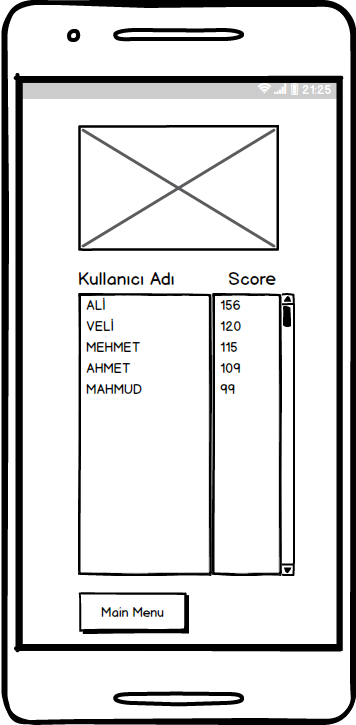 21:25
Kullanıcı Adı Score
ALİ 156
VELİ 120
MEHMET 115
AHMET 109
MAHMUD 99
Main Menu